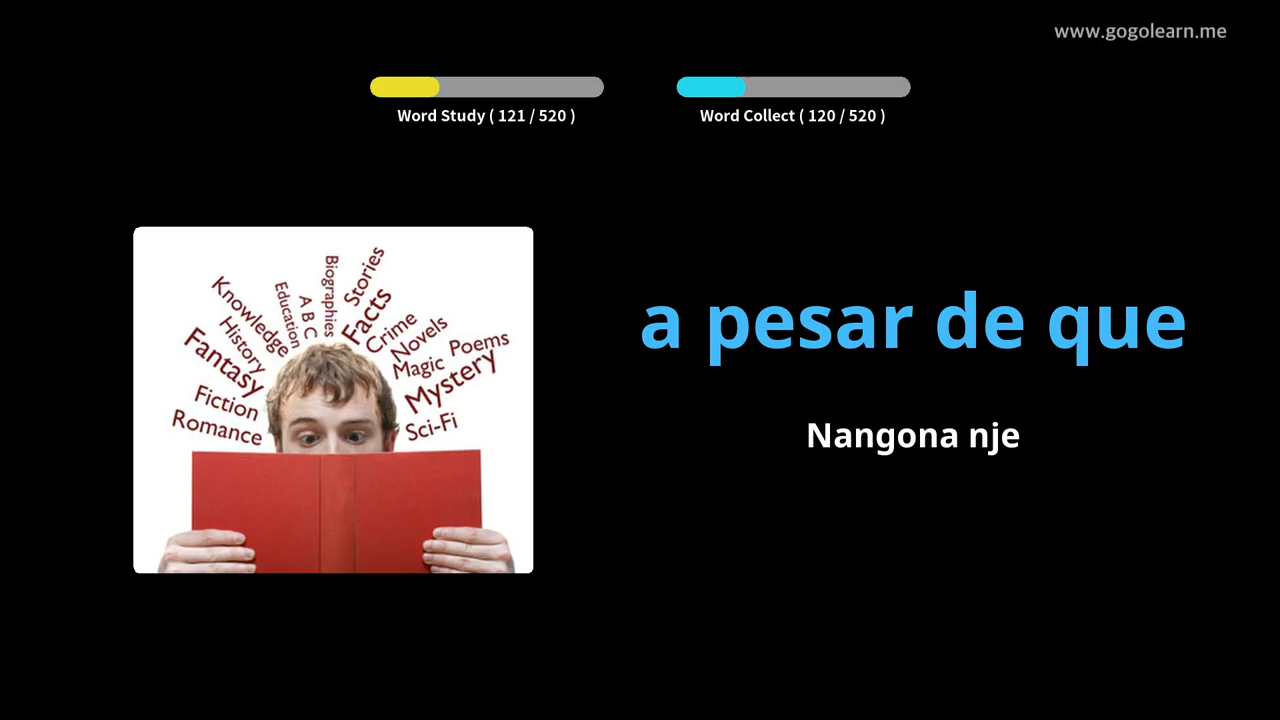 www.gogolearn.me
Word Study ( 121 / 520 )
Word Collect ( 120 / 520 )
a pesar de que
Nangona nje
Knowledge
Education
A B C
Biographies
Stories
Facts
History
Crime
Novels
Fantasy
Magic
Poems
Mystery
Fiction
Romance
Sci-Fi